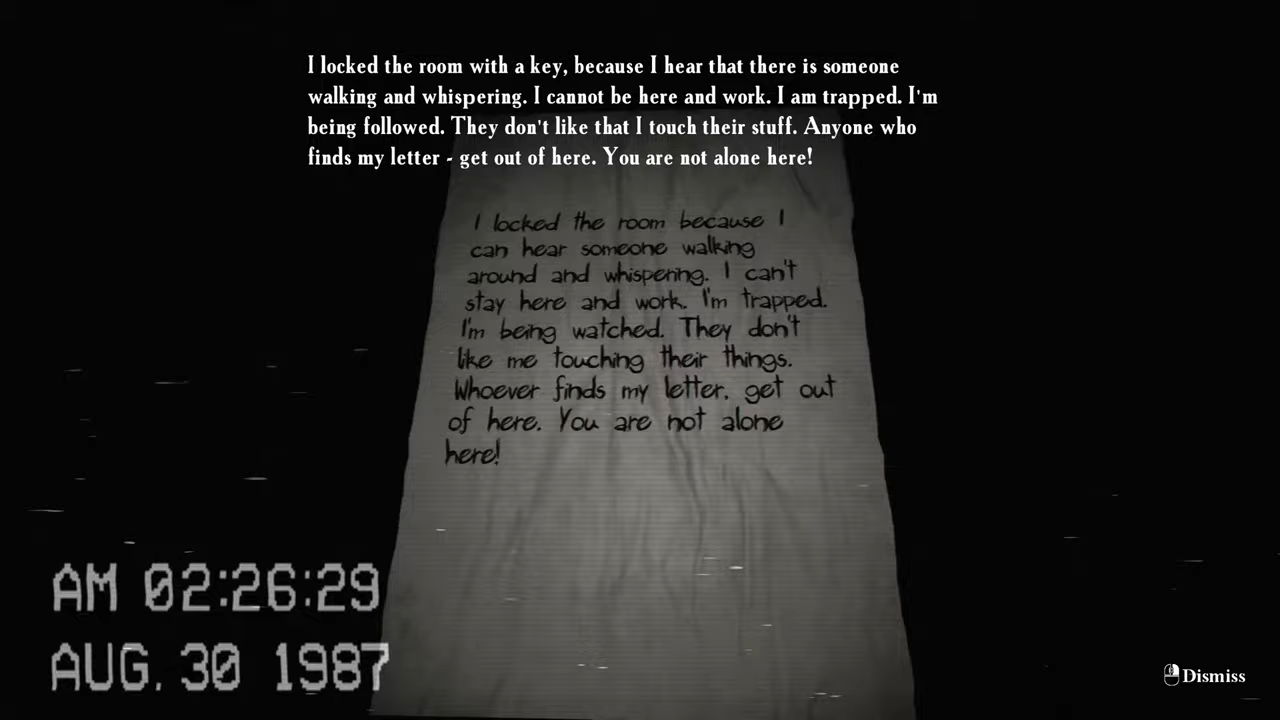 I locked the room with a key, because I hear that there is someone
walking and whispering. I cannot be here and work. I am trapped. I'm
being followed. They don't like that I touch their stuff. Anyone who
finds my letter - get out of here. You are not alone here!
I locked the room because I
can hear someone walking
around and whispering. I can't
stay here and work. I'm trapped.
I'm being watched. They don't
like me touching their things.
Whoever finds my letter, get out
of here. You are not alone
here!
AM 02:26:29
AUG. 30 1987
Dismiss